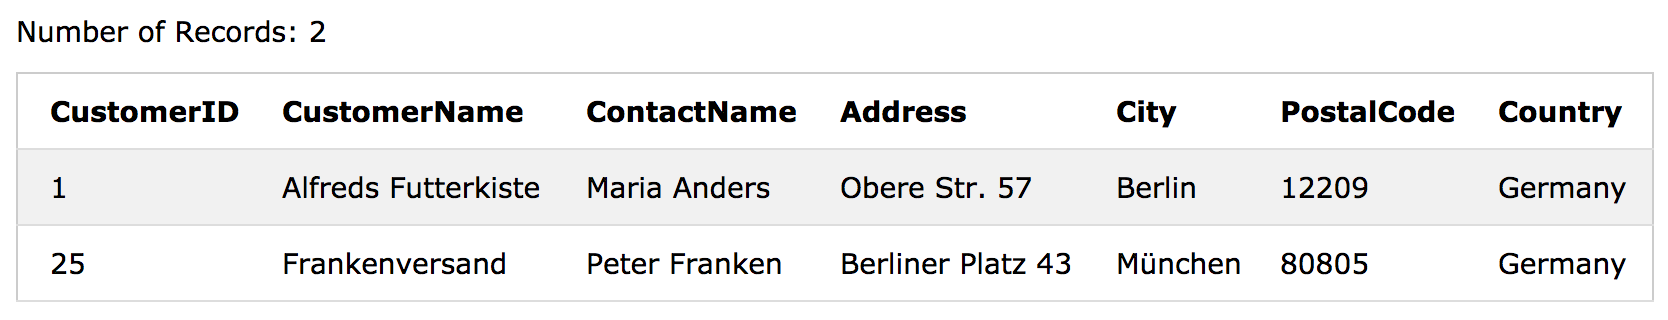 Number of Records: 2
CustomerID CustomerName ContactName Address City PostalCode Country
1 Alfreds Futterkiste Maria Anders Obere Str. 57 Berlin 12209 Germany
25 Frankenversand Peter Franken Berliner Platz 43 München 80805 Germany